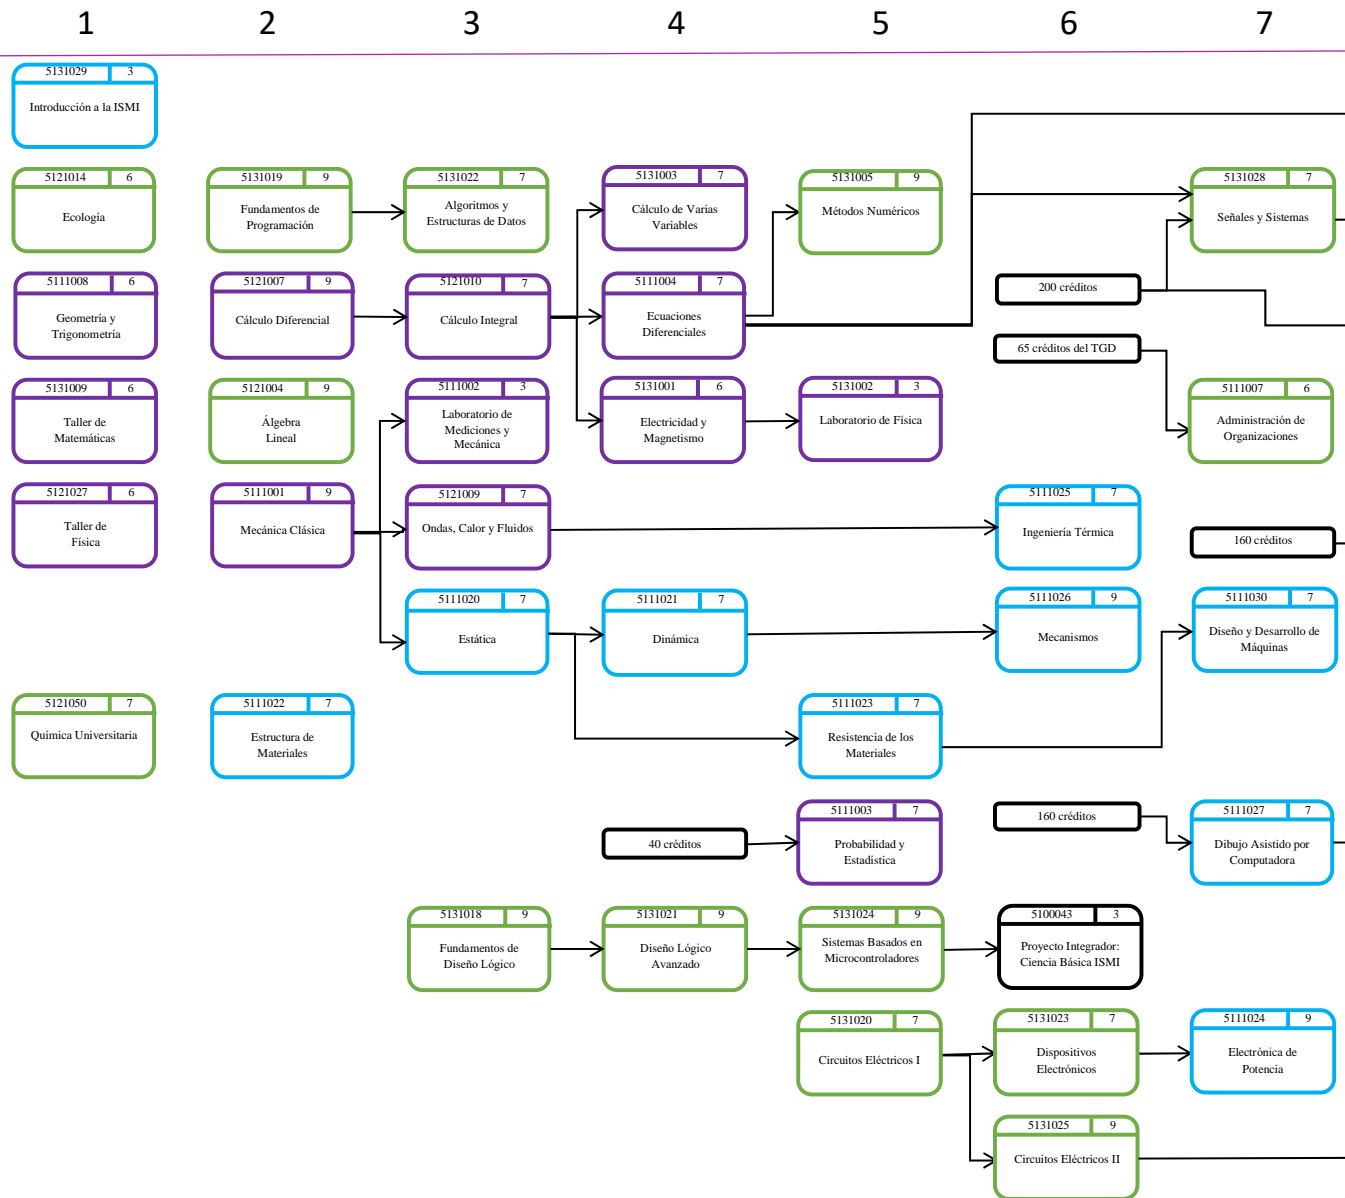 1 2 3 4 5 6 7
5131029 3
Introducción a la ISMI
5121014 6
Ecología
5131019 9
Fundamentos de
Programación
5131022 7
Algoritmos y
Estructuras de Datos
5131003 7
Cálculo de Varias
Variables
5131005 9
Métodos Numéricos
5131028 7
Señales y Sistemas
5111008 6
Geometría y
Trigonometría
5121007 9
Cálculo Diferencial
5121010 7
Cálculo Integral
5111004 7
Ecuaciones
Diferenciales
200 créditos
65 créditos del TGD
5131009 6
Taller de
Matemáticas
5121004 9
Álgebra
Lineal
5111002 3
Laboratorio de
Mediciones y
Mecánica
5131001 6
Electricidad y
Magnetismo
5131002 3
Laboratorio de Física
5111007 6
Administración de
Organizaciones
5121027 6
Taller de
Física
5111001 9
Mecánica Clásica
5121009 7
Ondas, Calor y Fluidos
5111025 7
Ingeniería Térmica
160 créditos
5111020 7
Estática
5111021 7
Dinámica
5111026 9
Mecanismos
5111030 7
Diseño y Desarrollo de
Máquinas
5121050 7
Química Universitaria
5111022 7
Estructura de
Materiales
5111023 7
Resistencia de los
Materiales
40 créditos
5111003 7
Probabilidad y
Estadística
160 créditos
5111027 7
Dibujo Asistido por
Computadora
5131018 9
Fundamentos de
Diseño Lógico
5131021 9
Diseño Lógico
Avanzado
5131024 9
Sistemas Basados en
Microcontroladores
5100043 3
Proyecto Integrador:
Ciencia Básica ISMI
5131020 7
Circuitos Eléctricos I
5131023 7
Dispositivos
Electrónicos
5111024 9
Electrónica de
Potencia
5131025 9
Circuitos Eléctricos II